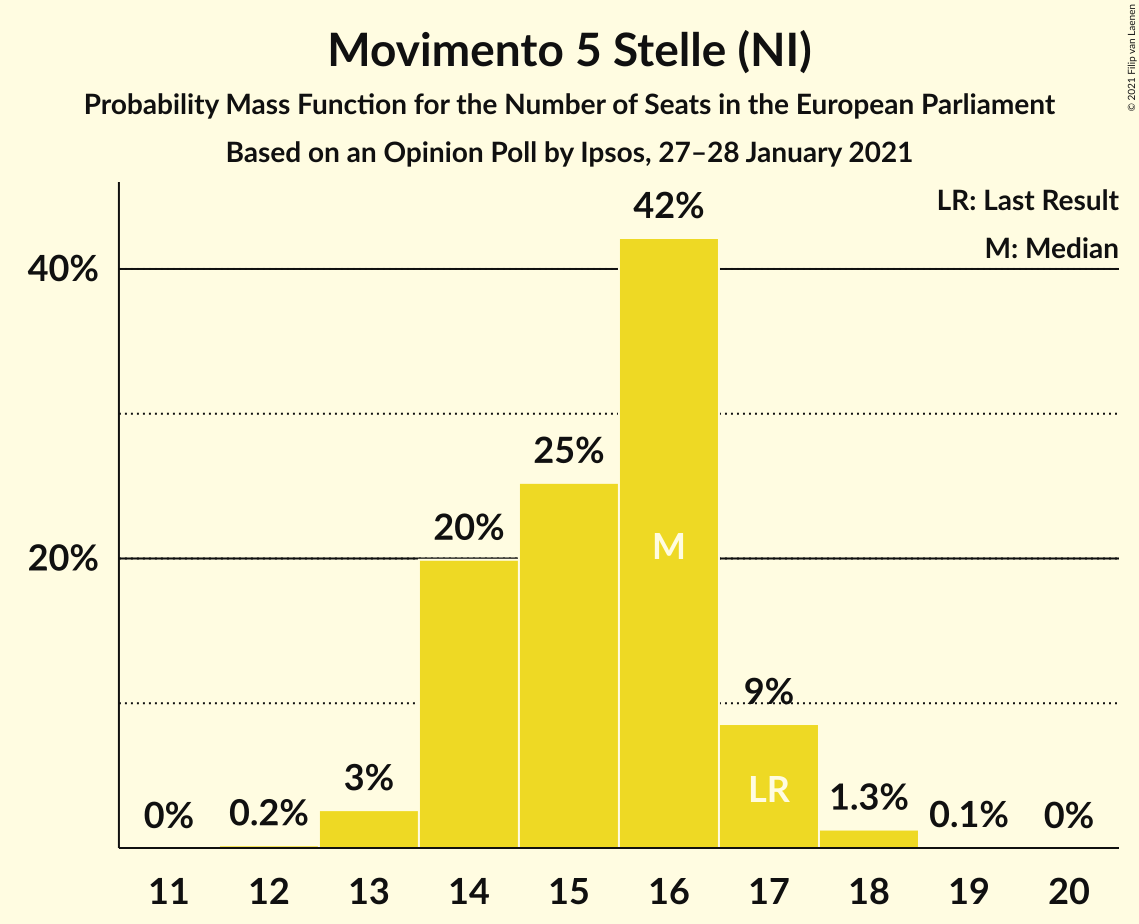 Movimento 5 Stelle (NI)
Probability Mass Function for the Number of Seats in the European Parliament
Based on an Opinion Poll by Ipsos, 27–28 January 2021
© 2021 Filip van Laenen
LR: Last Result
M: Median
40%
20%
0%
0.2%
3%
20%
25%
42%
9%
1.3%
0.1%
0%
M
LR
11 12 13 14 15 16 17 18 19 20